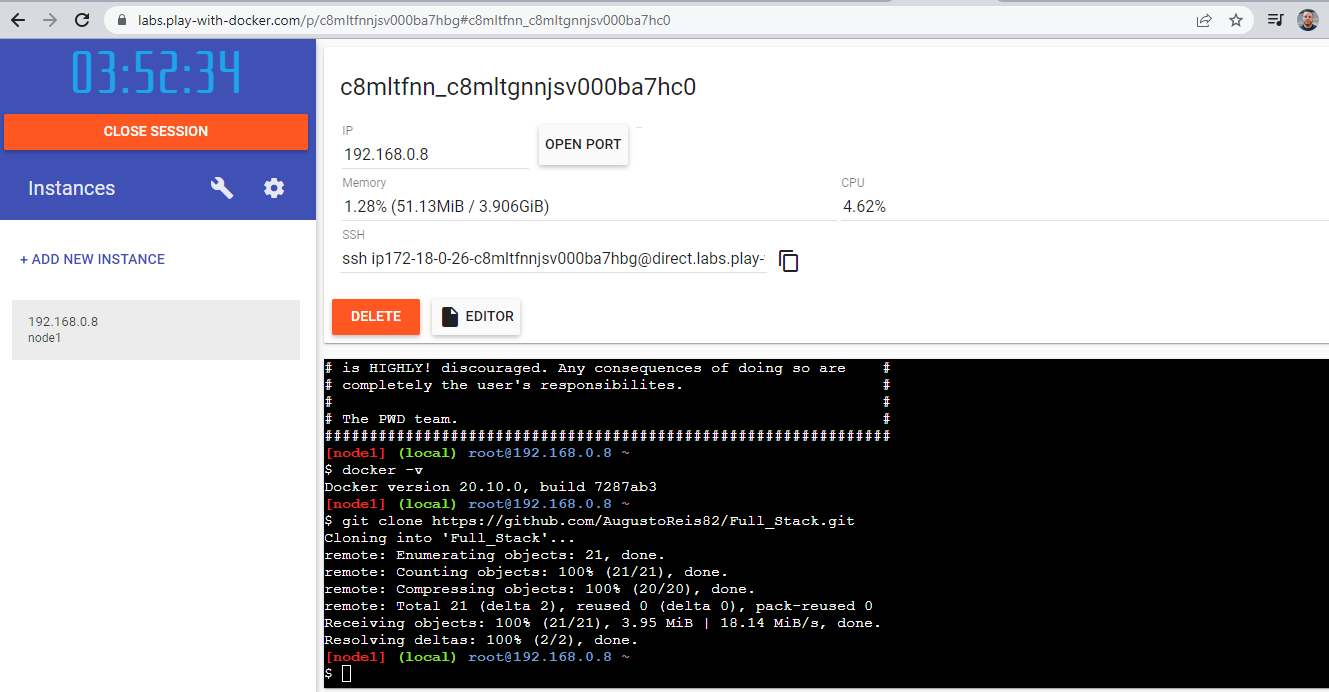 labs.play-with-docker.com/p/c8mltfnnjsv000ba7hbg#c8mltfnn_c8mltgnnjsv000ba7hc0
03:52:34
CLOSE SESSION
Instances
+ ADD NEW INSTANCE
192.168.0.8
node1
c8mltfnn_c8mltgnnjsv000ba7hc0
IP
192.168.0.8
OPEN PORT
Memory
1.28% (51.13MiB / 3.906GiB)
CPU
4.62%
SSH
ssh ip172-18-0-26-c8mltfnnjsv000ba7hbg@direct.labs.play-
DELETE
EDITOR
# is HIGHLY! discouraged. Any consequences of doing so are #
# completely the user's responsibilites. #
# #
# The PWD team. #
###############################################################
[node1] (local) root@192.168.0.8 ~
$ docker -v
Docker version 20.10.0, build 7287ab3
[node1] (local) root@192.168.0.8 ~
$ git clone https://github.com/AugustoReis82/Full_Stack.git
Cloning into 'Full_Stack'...
remote: Enumerating objects: 21, done.
remote: Counting objects: 100% (21/21), done.
remote: Compressing objects: 100% (20/20), done.
remote: Total 21 (delta 2), reused 0 (delta 0), pack-reused 0
Receiving objects: 100% (21/21), 3.95 MiB | 18.14 MiB/s, done.
Resolving deltas: 100% (2/2), done.
[node1] (local) root@192.168.0.8 ~
$